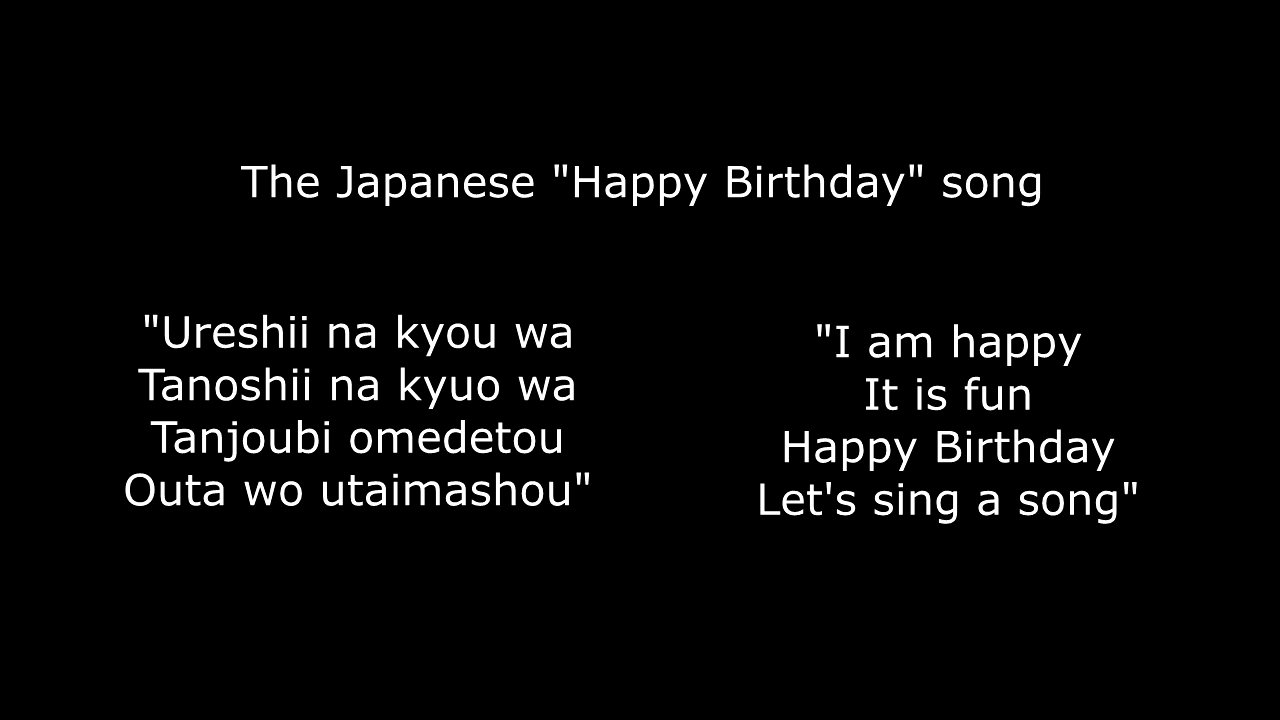 The Japanese "Happy Birthday" song
"Ureshii na kyou wa
Tanoshii na kyuo wa
Tanjoubi omedetou
Outa wo utaimashou"
"I am happy
It is fun
Happy Birthday
Let's sing a song"